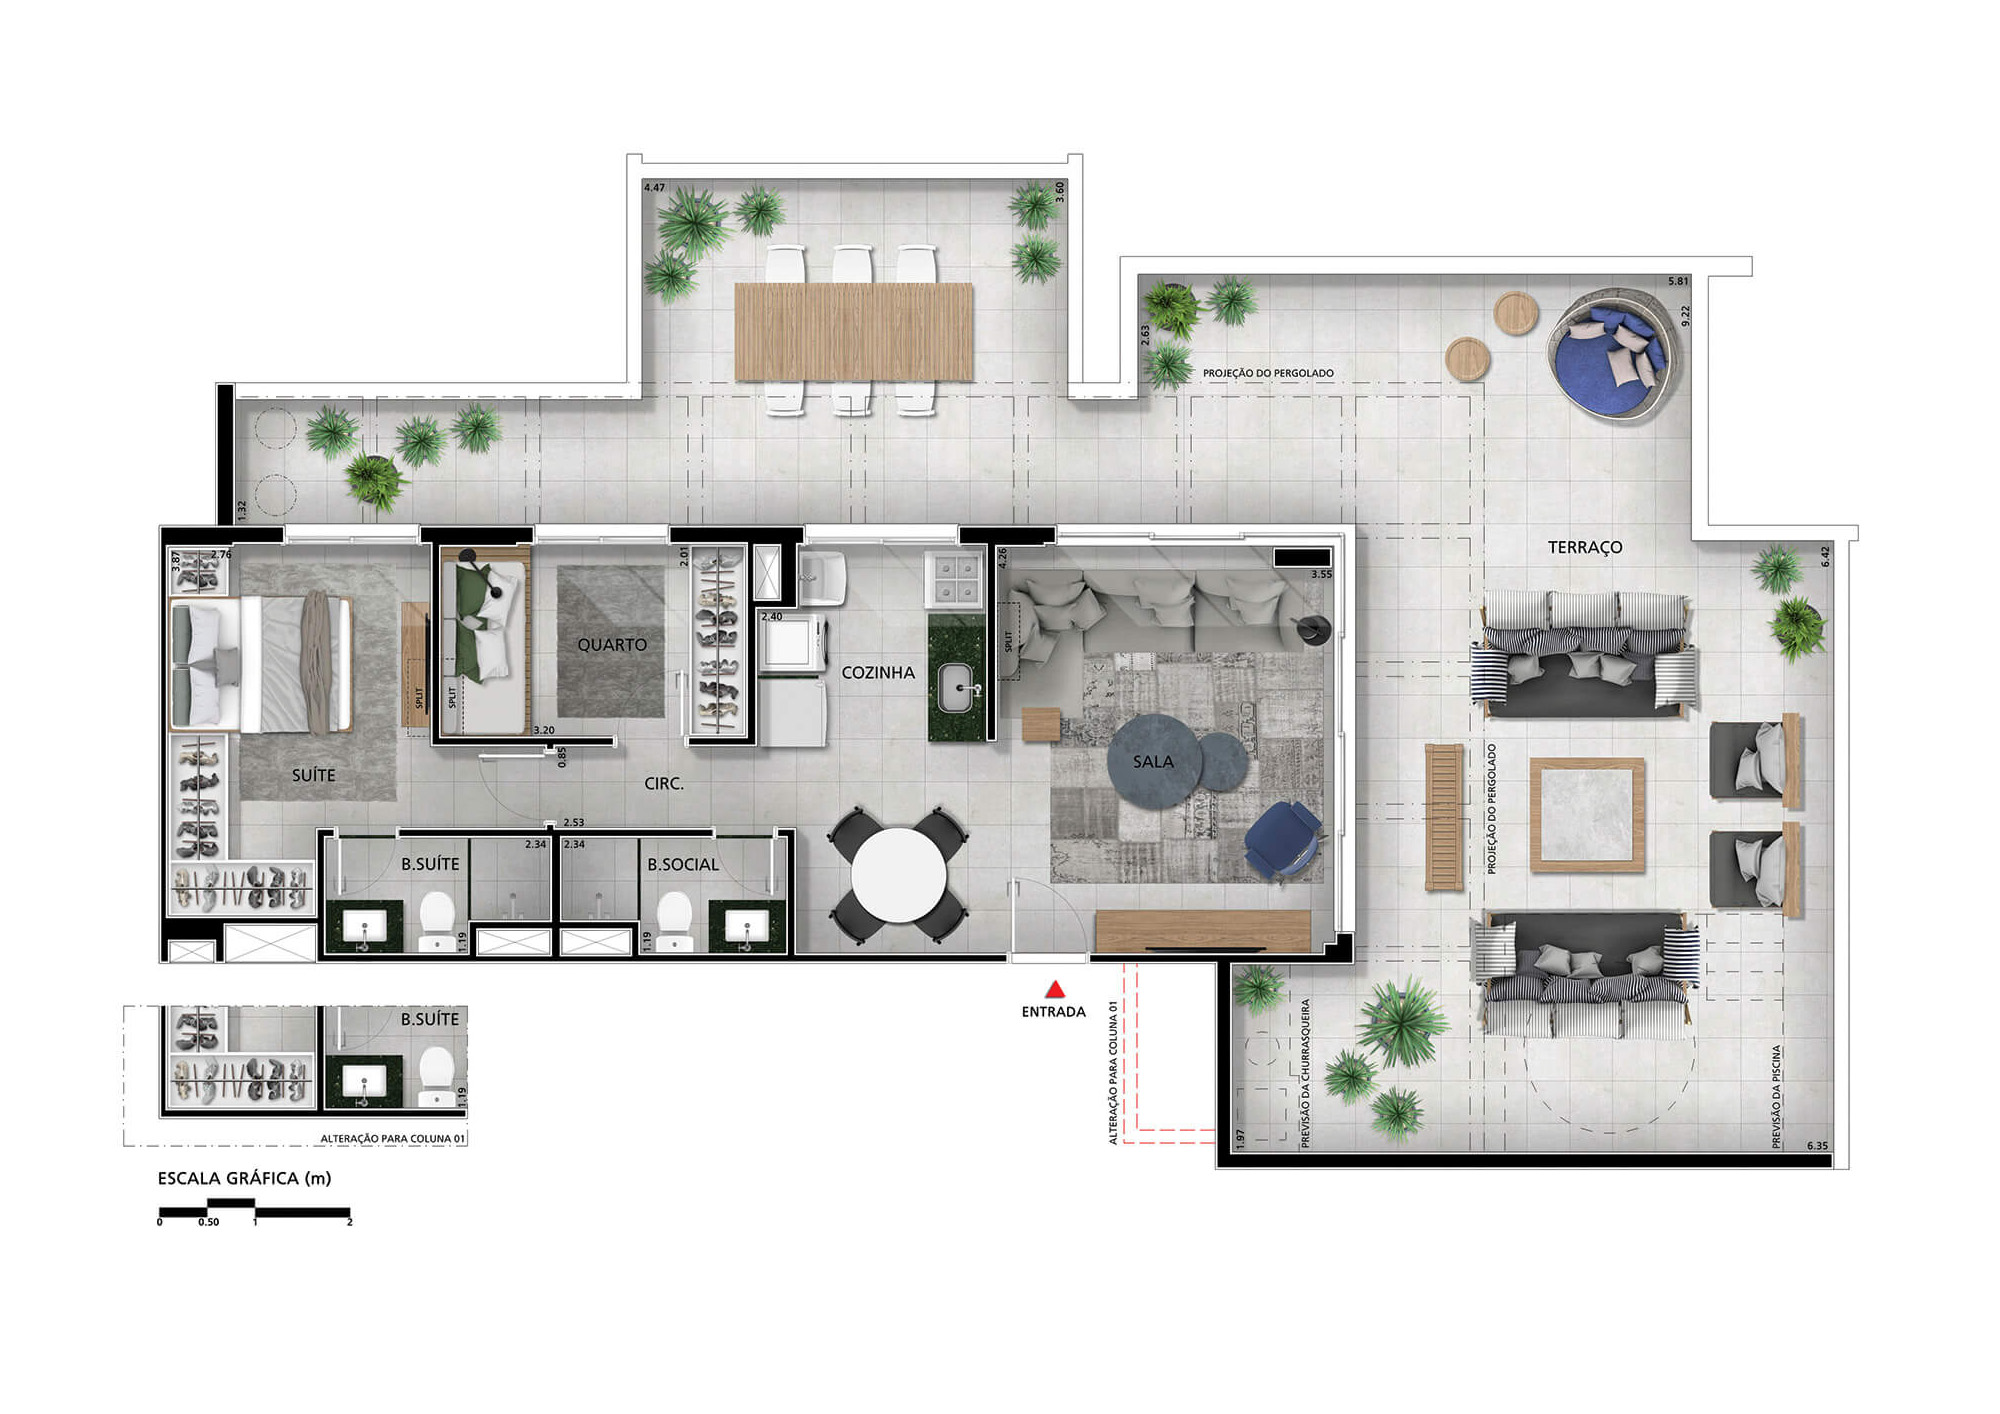 4.47
3.60
5.81
9.22
2.63
PROJEÇÃO DO PERGOLADO
1.32
TERRAÇO
6.42
3.87
2.76
2.01
4.26
3.55
2.40
SPLIT
SPLIT
SPLIT
QUARTO
COZINHA
3.20
0.85
SUÍTE
CIRC.
SALA
PROJEÇÃO DO PERGOLADO
2.53
2.34
2.34
B.SUÍTE
B.SOCIAL
1.19
1.19
ENTRADA
ALTERAÇÃO PARA COLUNA 01
PREVISÃO DA CHURRASQUEIRA
PREVISÃO DA PISCINA
1.97
6.35
B.SUÍTE
1.19
ALTERAÇÃO PARA COLUNA 01
ESCALA GRÁFICA (m)
0 0.50 1 2